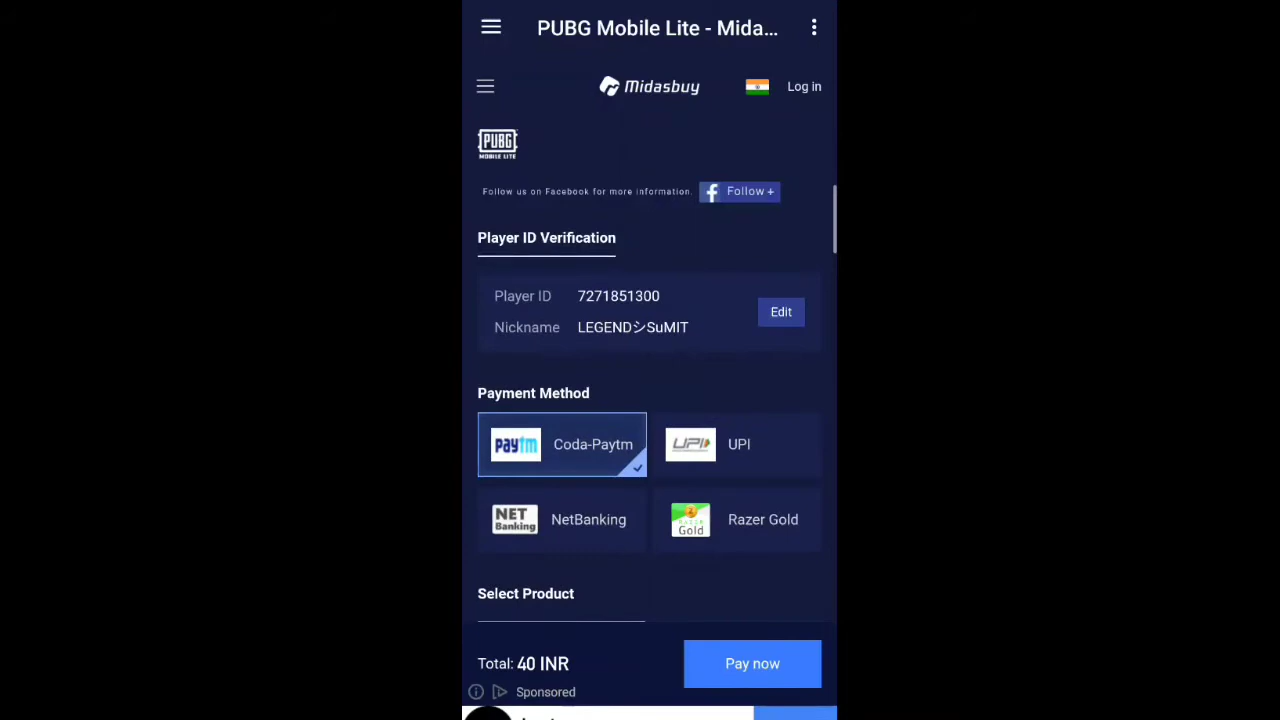 PUBG Mobile Lite - Mida...
Midasbuy
Log in
PUBG
MOBILE LITE
Follow us on Facebook for more information.
Follow +
Player ID Verification
Player ID 7271851300
Nickname LEGENDシSuMIT
Edit
Payment Method
paytm Coda-Paytm
UPI UPI
NET Banking NetBanking
RAZER Gold Razer Gold
Select Product
Total: 40 INR
Pay now
Sponsored